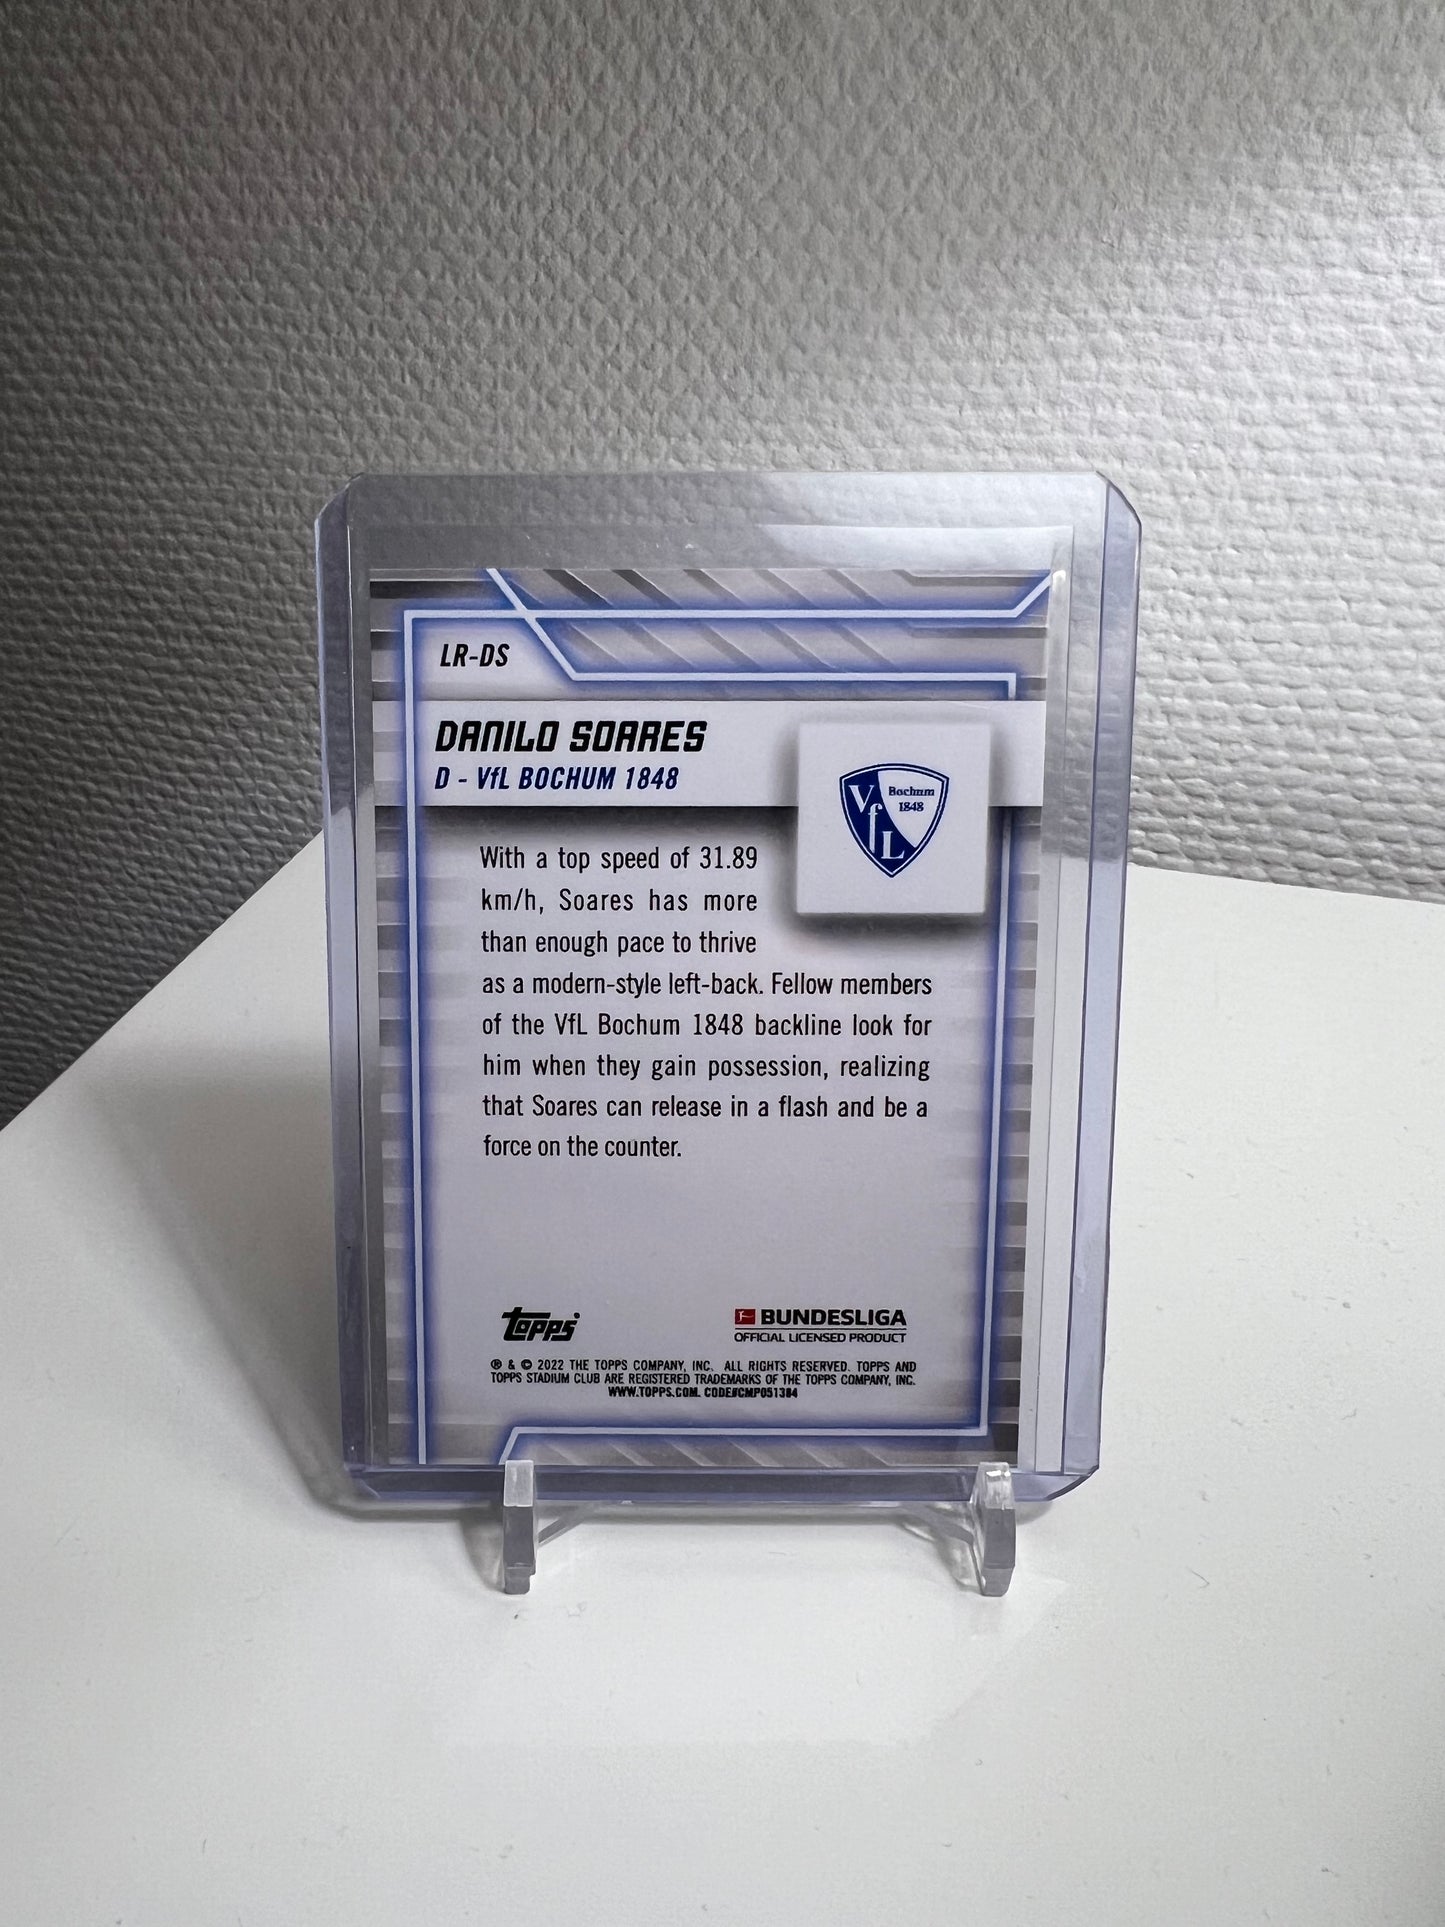 LR-DS
DANILO SOARES
D - VfL BOCHUM 1848
VfL
Bochum
1848
With a top speed of 31.89
km/h, Soares has more
than enough pace to thrive
as a modern-style left-back. Fellow members
of the VfL Bochum 1848 backline look for
him when they gain possession, realizing
that Soares can release in a flash and be a
force on the counter.
topps
BUNDESLIGA
OFFICIAL LICENSED PRODUCT
® & © 2022 THE TOPPS COMPANY, INC. ALL RIGHTS RESERVED. TOPPS AND
TOPPS STADIUM CLUB ARE REGISTERED TRADEMARKS OF THE TOPPS COMPANY, INC.
WWW.TOPPS.COM. CODE#CMP051384